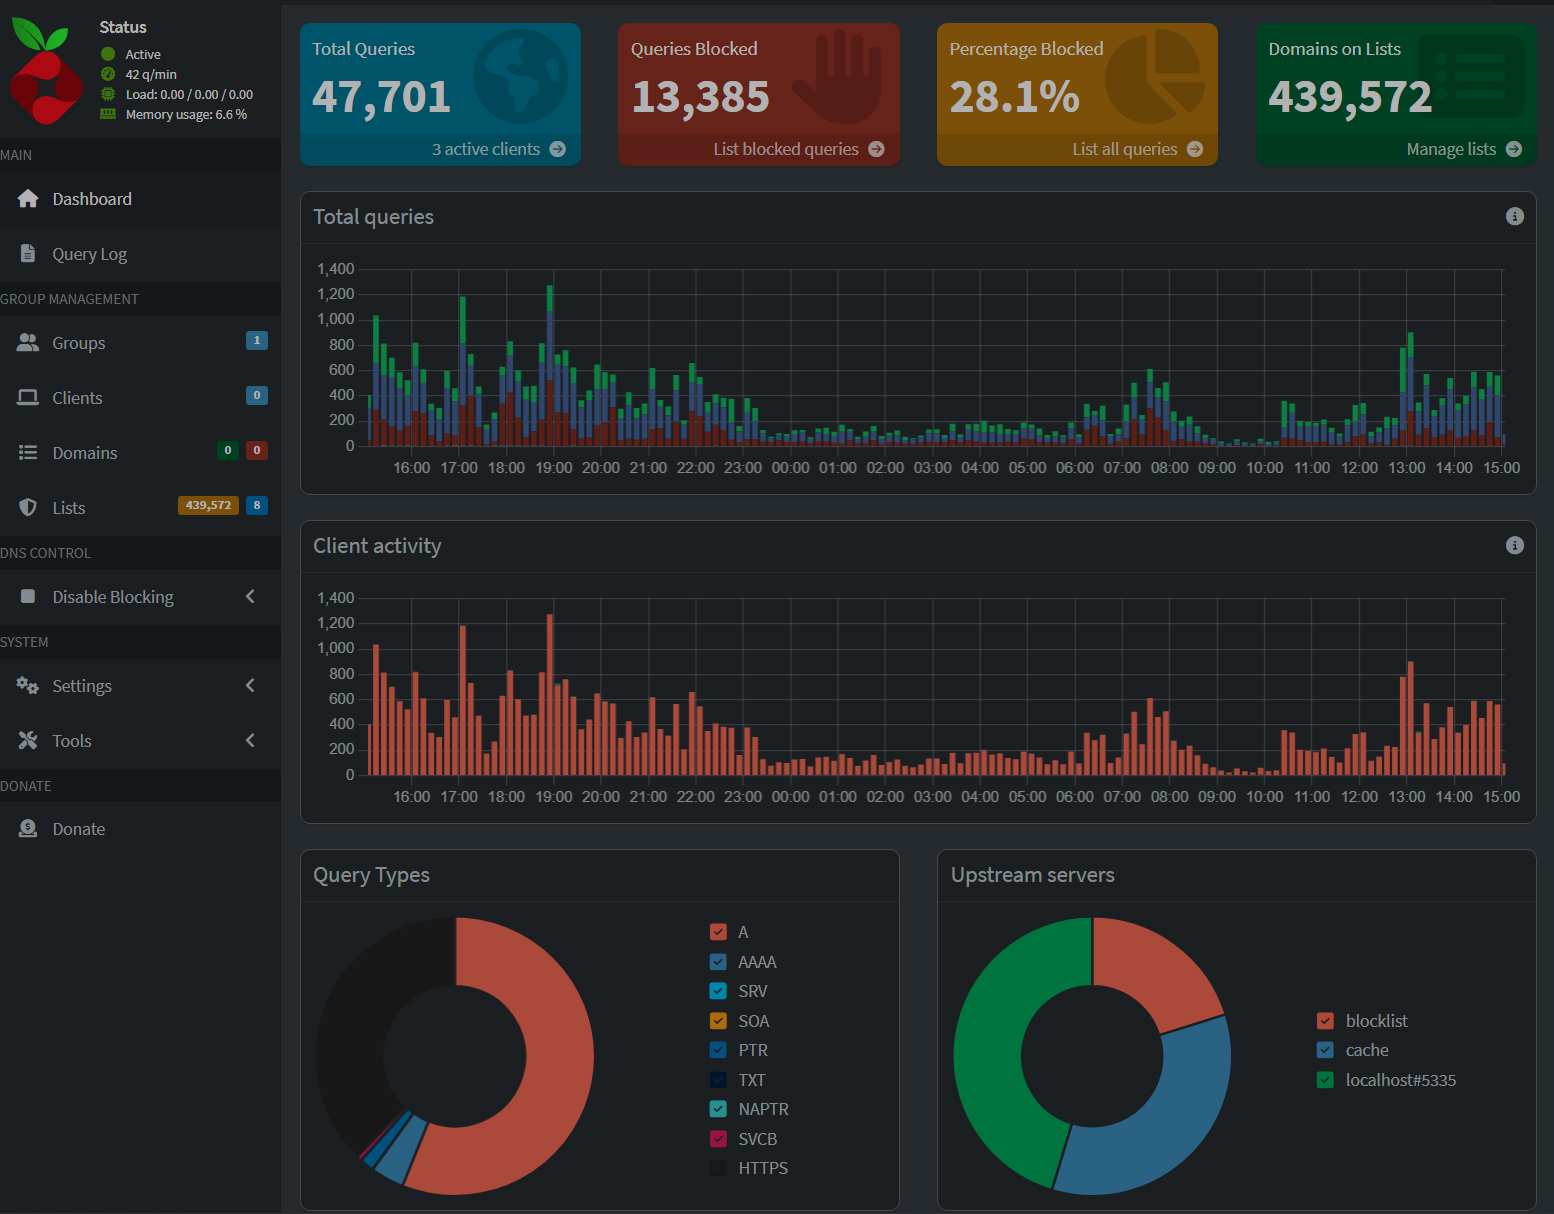 Status
Active
42 q/min
Load: 0.00 / 0.00 / 0.00
Memory usage: 6.6 %
MAIN
Dashboard
Query Log
GROUP MANAGEMENT
Groups 1
Clients 0
Domains 0 0
Lists 439,572 8
DNS CONTROL
Disable Blocking
SYSTEM
Settings
Tools
DONATE
Donate
Total Queries
47,701
3 active clients
Queries Blocked
13,385
List blocked queries
Percentage Blocked
28.1%
List all queries
Domains on Lists
439,572
Manage lists
Total queries
1,400
1,200
1,000
800
600
400
200
0
16:00 17:00 18:00 19:00 20:00 21:00 22:00 23:00 00:00 01:00 02:00 03:00 04:00 05:00 06:00 07:00 08:00 09:00 10:00 11:00 12:00 13:00 14:00 15:00
Client activity
1,400
1,200
1,000
800
600
400
200
0
16:00 17:00 18:00 19:00 20:00 21:00 22:00 23:00 00:00 01:00 02:00 03:00 04:00 05:00 06:00 07:00 08:00 09:00 10:00 11:00 12:00 13:00 14:00 15:00
Query Types
A
AAAA
SRV
SOA
PTR
TXT
NAPTR
SVCB
HTTPS
Upstream servers
blocklist
cache
localhost#5335